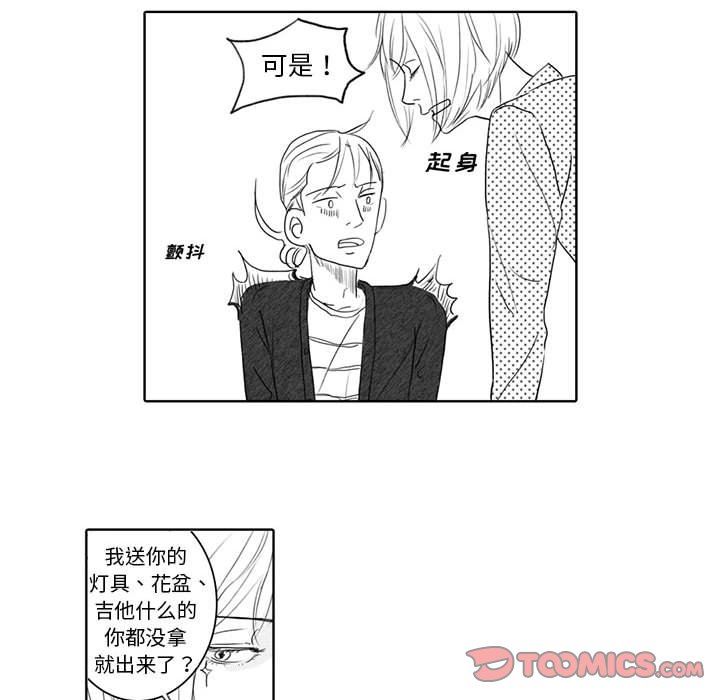 可是！
起身
颤抖
我送你的
灯具、花盆、
吉他什么的
你都没拿
就出来了？
TOOMICS.COM